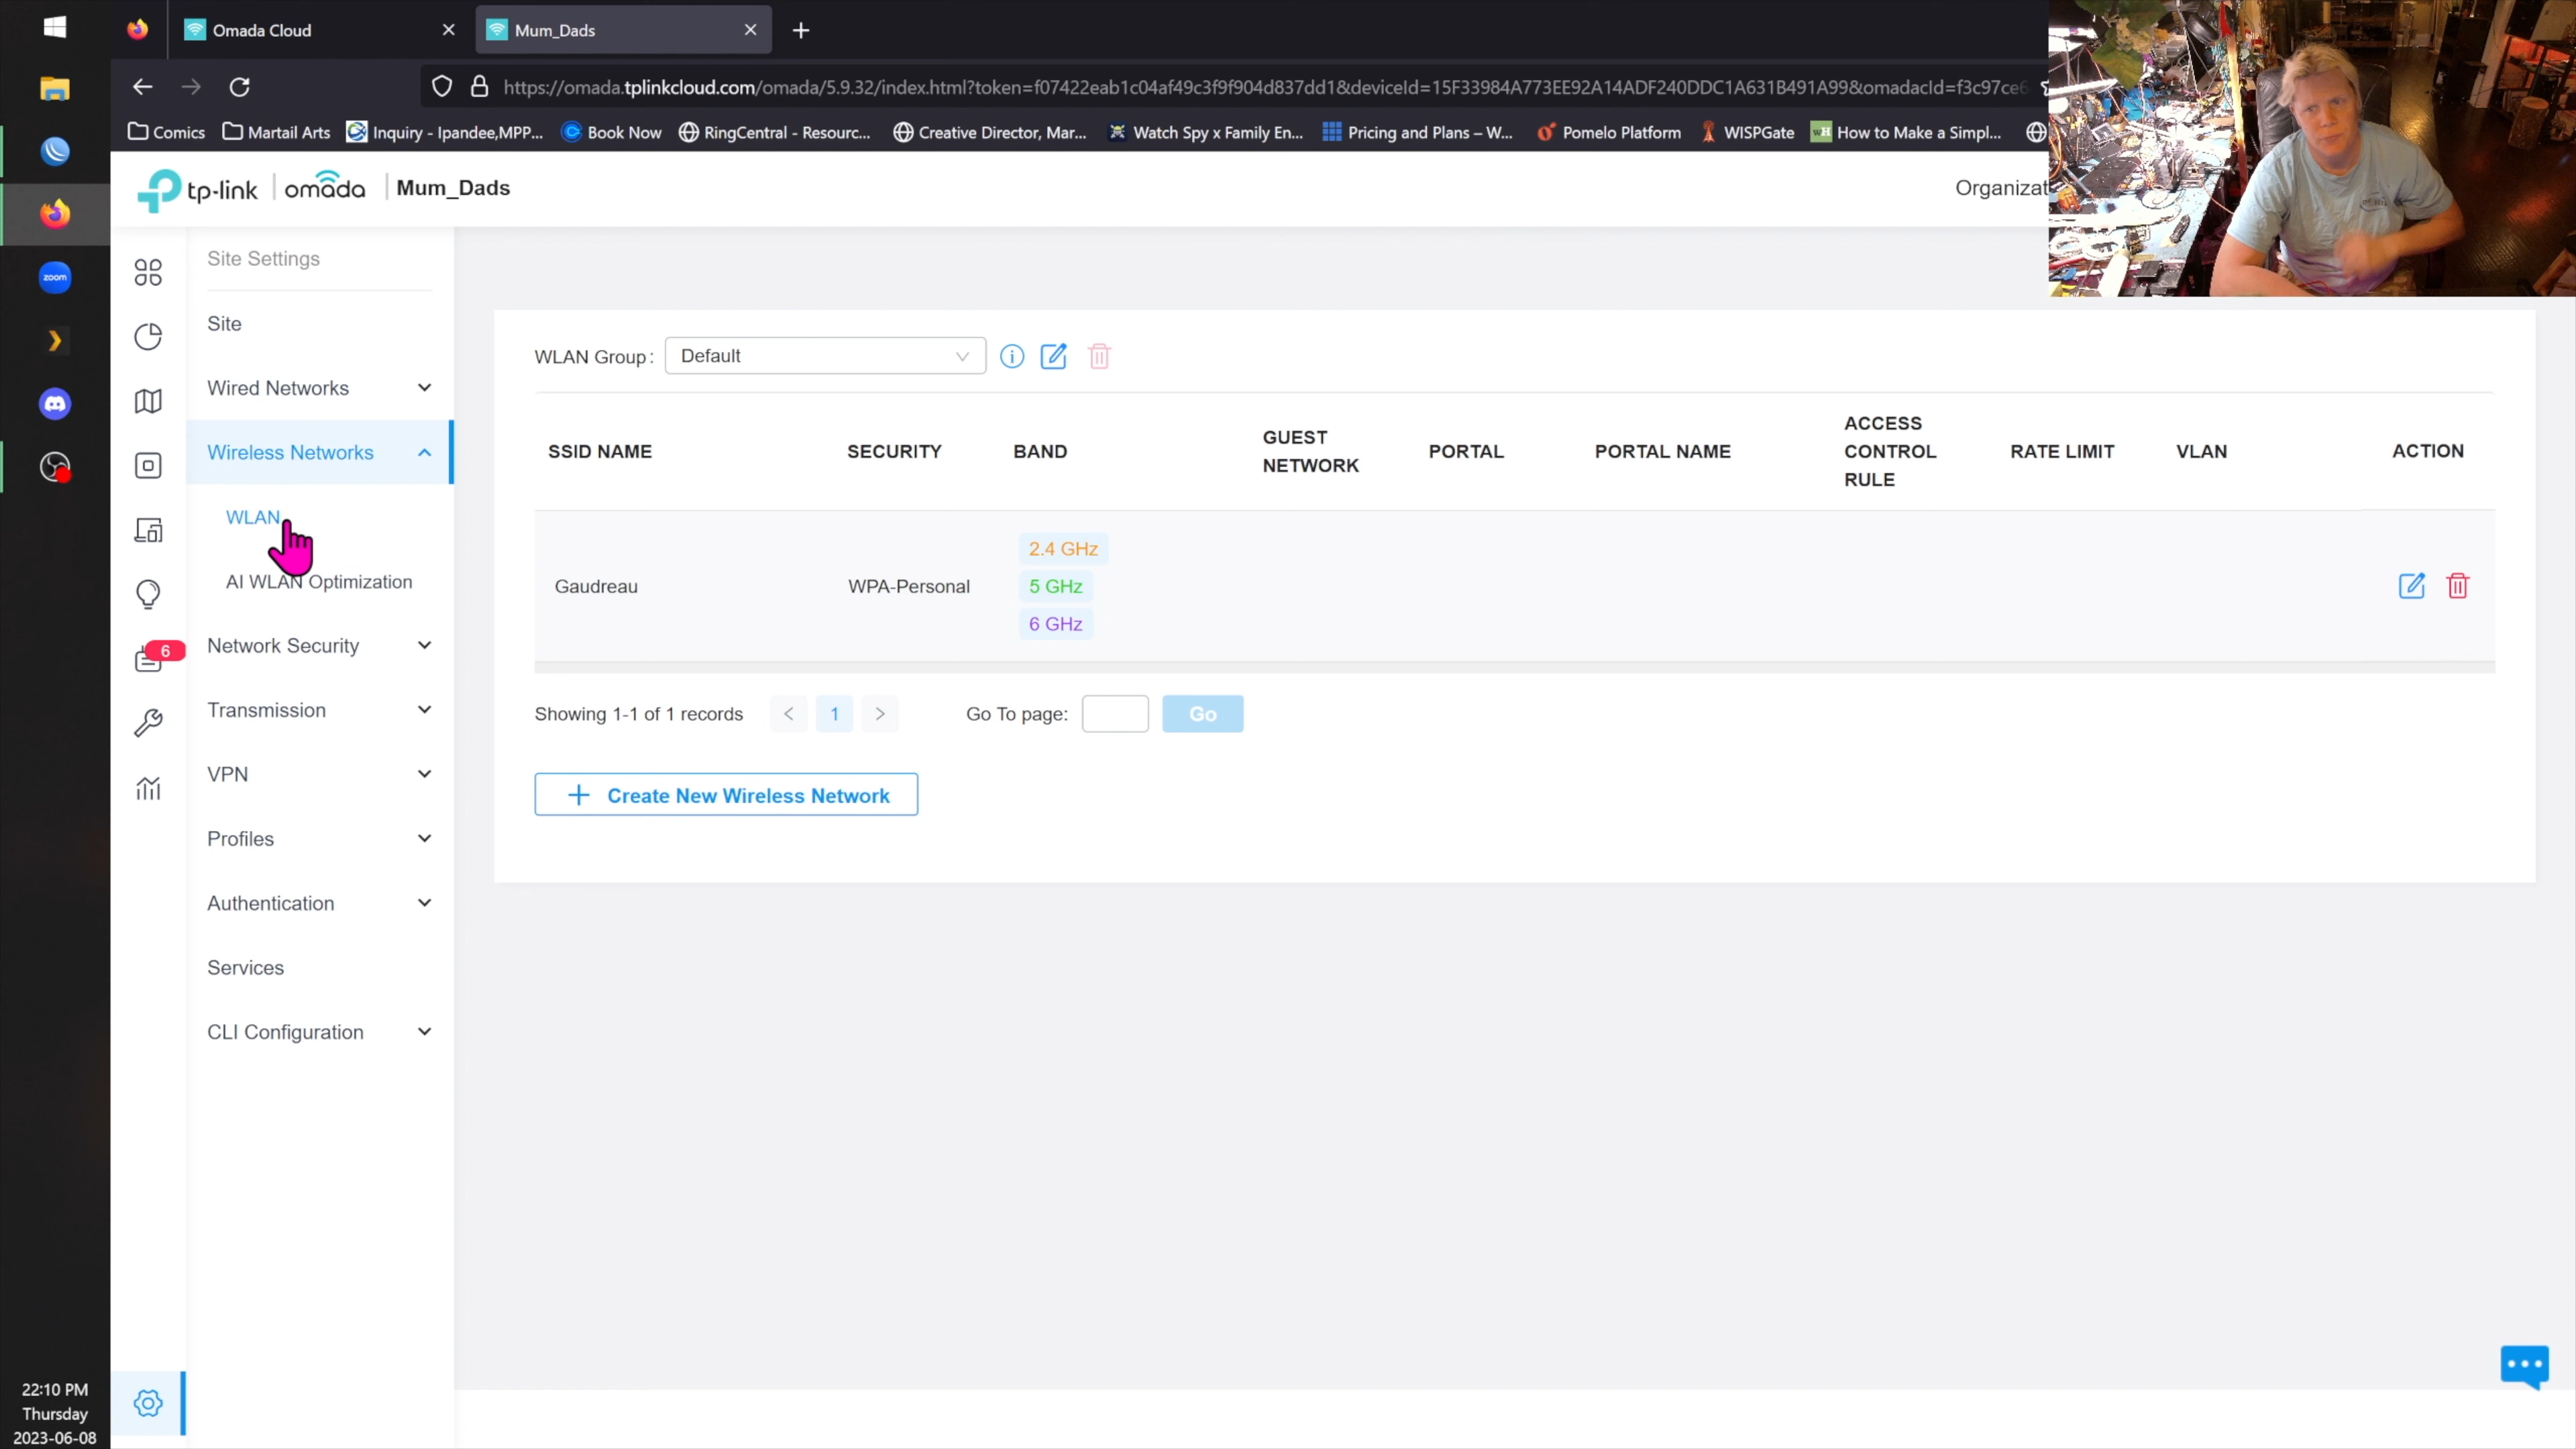 Omada Cloud
Mum_Dads
https://omada.tplinkcloud.com/omada/5.9.32/index.html?token=f07422eab1c04af49c3f9f904d837dd1&deviceId=15F33984A773EE92A14ADF240DDC1A631B491A99&omadacId=f3c97ce6
Comics
Martail Arts
Inquiry - Ipandee,MPP...
Book Now
RingCentral - Resourc...
Creative Director, Mar...
Watch Spy x Family En...
Pricing and Plans – W...
Pomelo Platform
WISPGate
How to Make a Simpl...
tp-link
omada
Mum_Dads
Organizat
zoom
Site Settings
Site
Wired Networks
Wireless Networks
WLAN
AI WLAN Optimization
Network Security
6
Transmission
VPN
Profiles
Authentication
Services
CLI Configuration
WLAN Group:
Default
SSID NAME
SECURITY
BAND
GUEST
NETWORK
PORTAL
PORTAL NAME
ACCESS
CONTROL
RULE
RATE LIMIT
VLAN
ACTION
Gaudreau
WPA-Personal
2.4 GHz
5 GHz
6 GHz
Showing 1-1 of 1 records
<
1
>
Go To page:
Go
+ Create New Wireless Network
22:10 PM
Thursday
2023-06-08